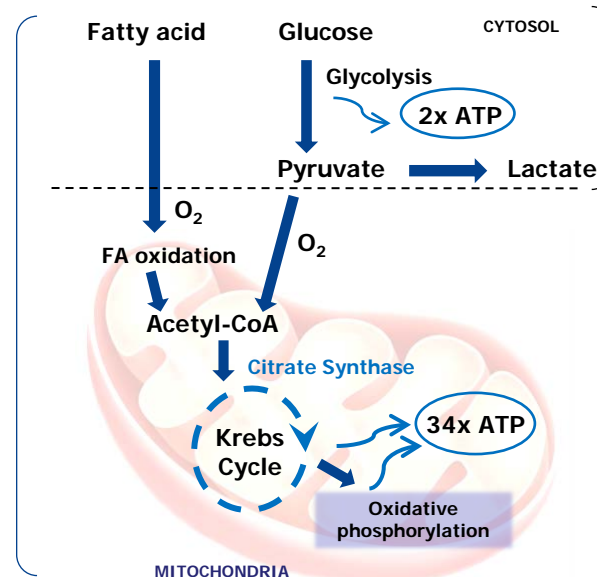 Fatty acid
Glucose
CYTOSOL
Glycolysis
2x ATP
Pyruvate
Lactate
O₂
FA oxidation
O₂
Acetyl-CoA
Citrate Synthase
Krebs
Cycle
34x ATP
Oxidative
phosphorylation
MITOCHONDRIA